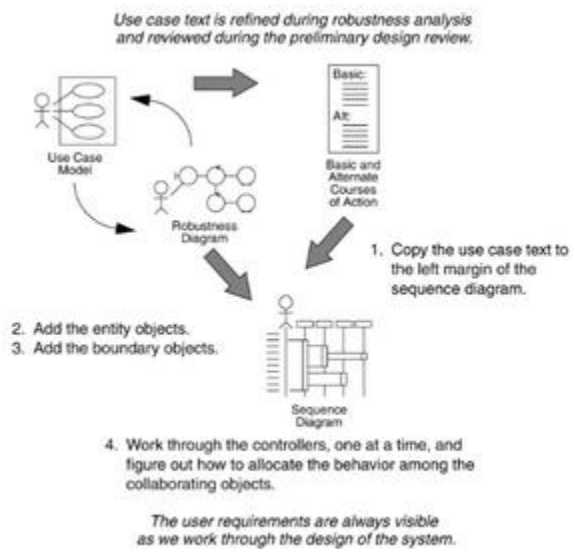 Use case text is refined during robustness analysis
and reviewed during the preliminary design review.
Basic:
Alt:
Use Case
Model
Basic and
Alternate
Courses
of Action
Robustness
Diagram
1. Copy the use case text to
the left margin of the
sequence diagram.
2. Add the entity objects.
3. Add the boundary objects.
Sequence
Diagram
4. Work through the controllers, one at a time, and
figure out how to allocate the behavior among the
collaborating objects.
The user requirements are always visible
as we work through the design of the system.